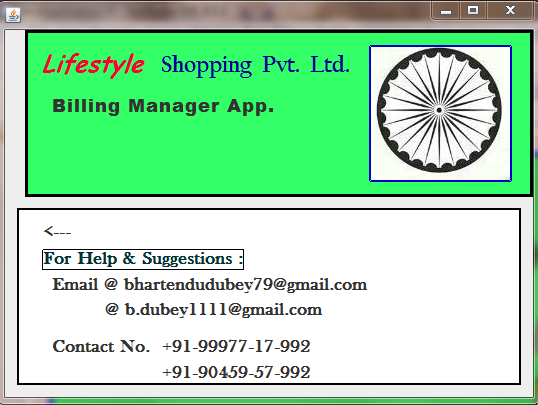 Lifestyle Shopping Pvt. Ltd.
Billing Manager App.
<---
For Help & Suggestions :
Email @ bhartendudubey79@gmail.com
@ b.dubey1111@gmail.com
Contact No. +91-99977-17-992
+91-90459-57-992